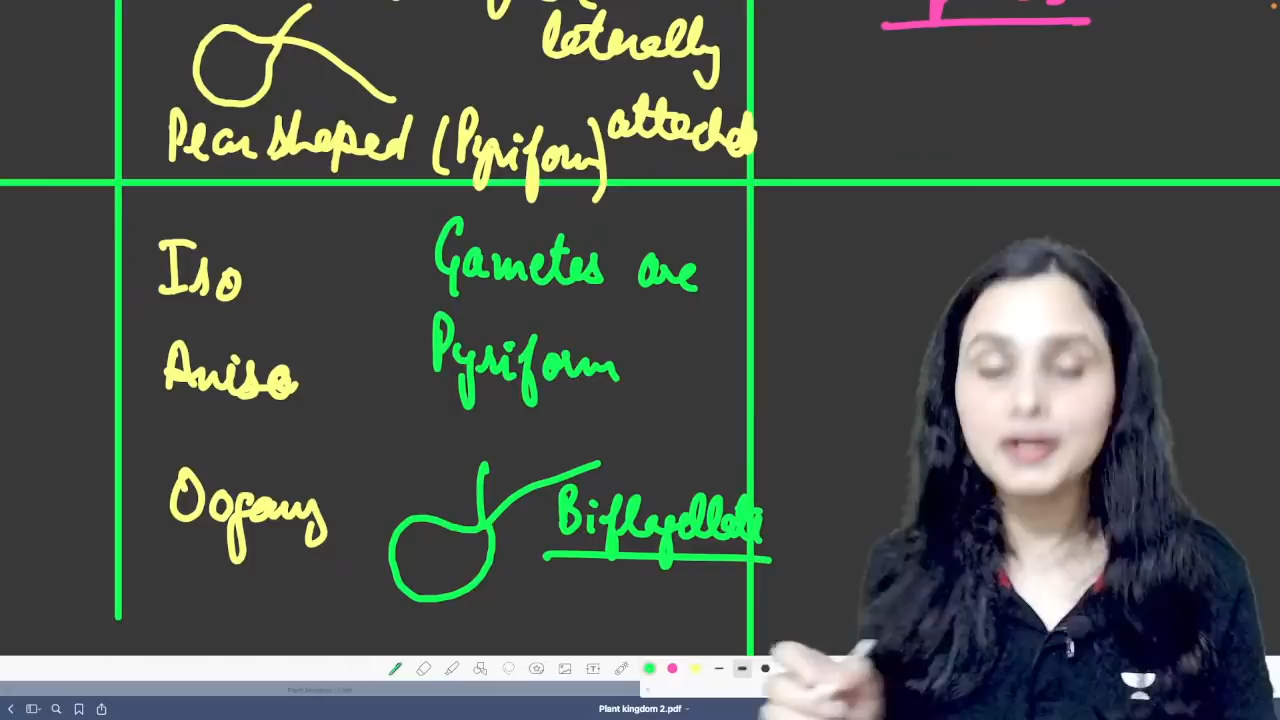 laterally
attached
Pear shaped (Pyriform)
Iso
Gametes are
Aniso
Pyriform
Oogamy
Biflagellate
Plant kingdom 2.pdf